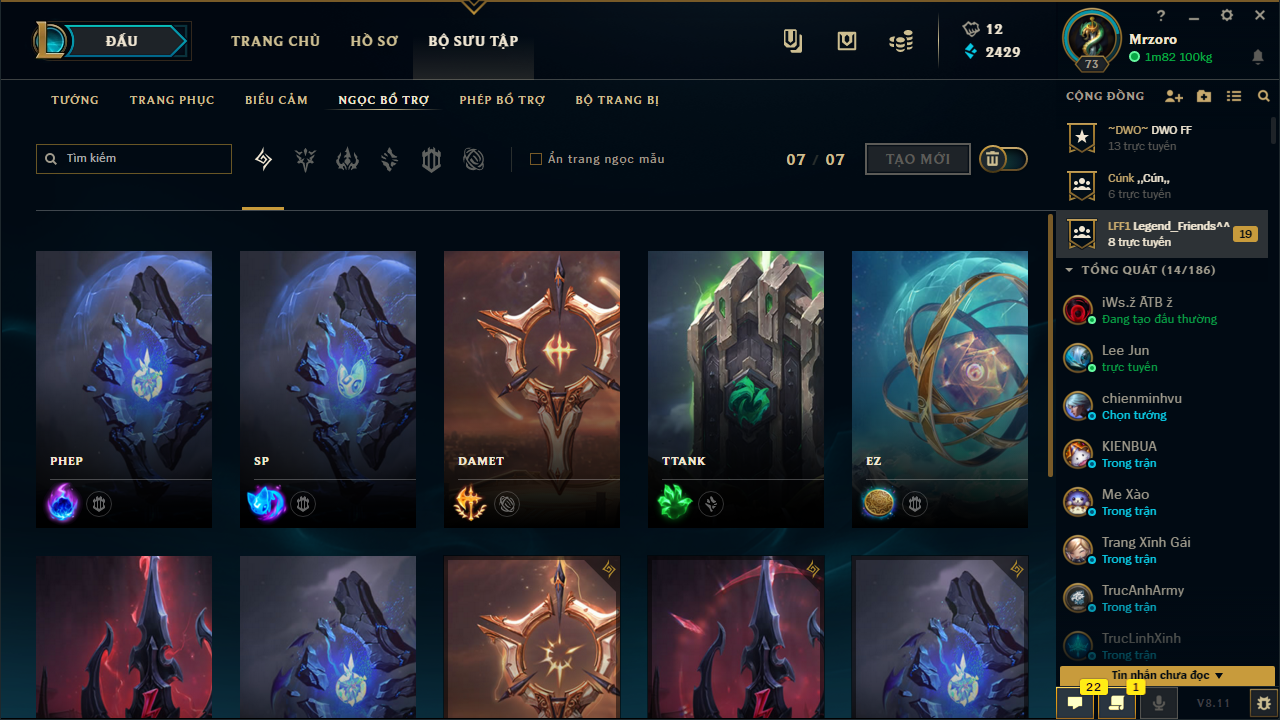 ĐẤU
TRANG CHỦ
HỒ SƠ
BỘ SƯU TẬP
12
2429
?
73
Mrzoro
1m82 100kg
TƯỚNG
TRANG PHỤC
BIỂU CẢM
NGỌC BỔ TRỢ
PHÉP BỔ TRỢ
BỘ TRANG BỊ
CỘNG ĐỒNG
Tìm kiếm
Ẩn trang ngọc mẫu
07 / 07
TẠO MỚI
PHEP
SP
DAMET
TTANK
EZ
~DWO~ DWO FF
13 trực tuyến
Cúnk ,,Cún,,
6 trực tuyến
LFF1 Legend_Friends^^
8 trực tuyến
19
TỔNG QUÁT (14/186)
iWs.ž ÃTB ž
Đang tạo đấu thường
Lee Jun
trực tuyến
chienminhvu
Chọn tướng
KIENBUA
Trong trận
Me Xào
Trong trận
Trang Xĩnh Gái
Trong trận
TrucAnhArmy
Trong trận
TrucLinhXinh
Trong trận
Tin nhắn chưa đọc
22
1
V8.11